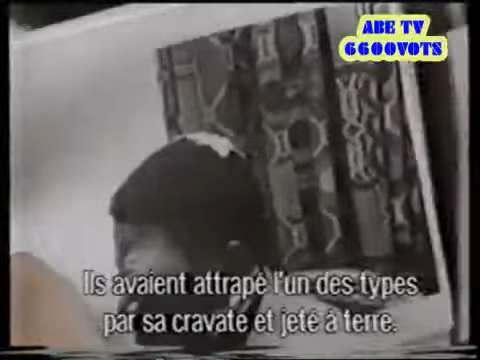 ABE TV
6600VOTS
Ils avaient attrapé l'un des types
par sa cravate et jeté à terre.